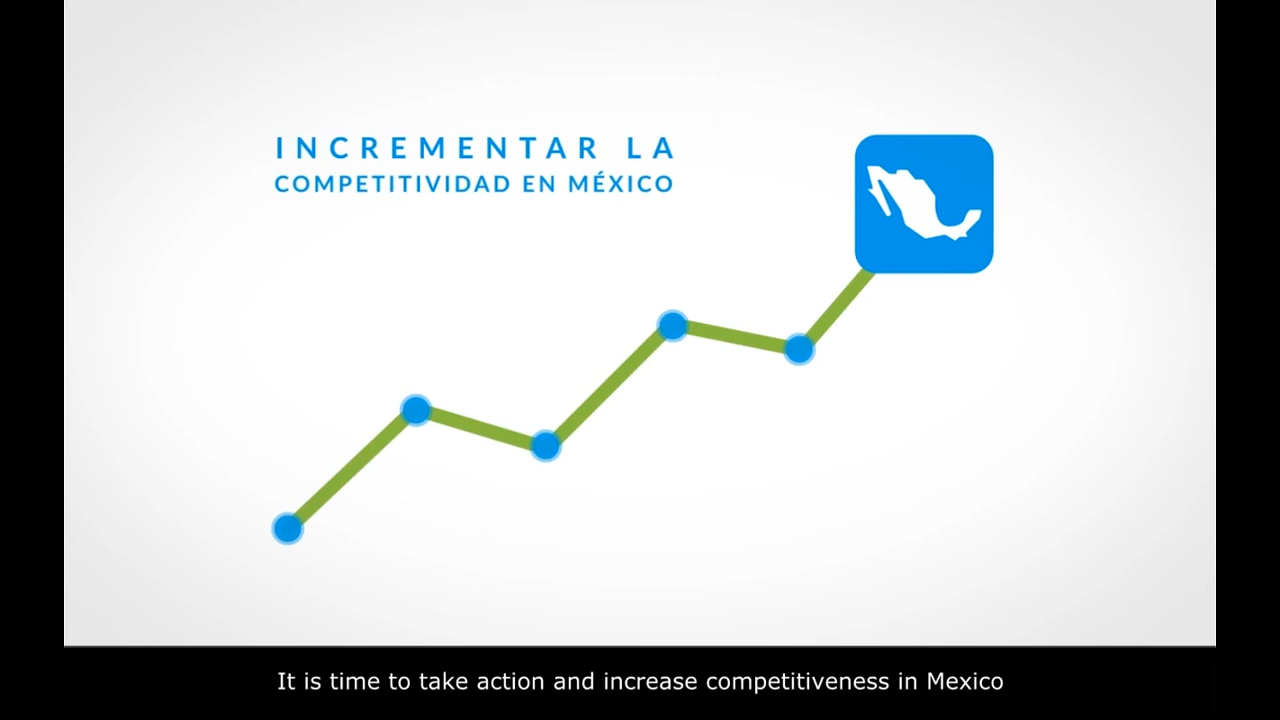 INCREMENTAR LA
COMPETITIVIDAD EN MÉXICO
It is time to take action and increase competitiveness in Mexico